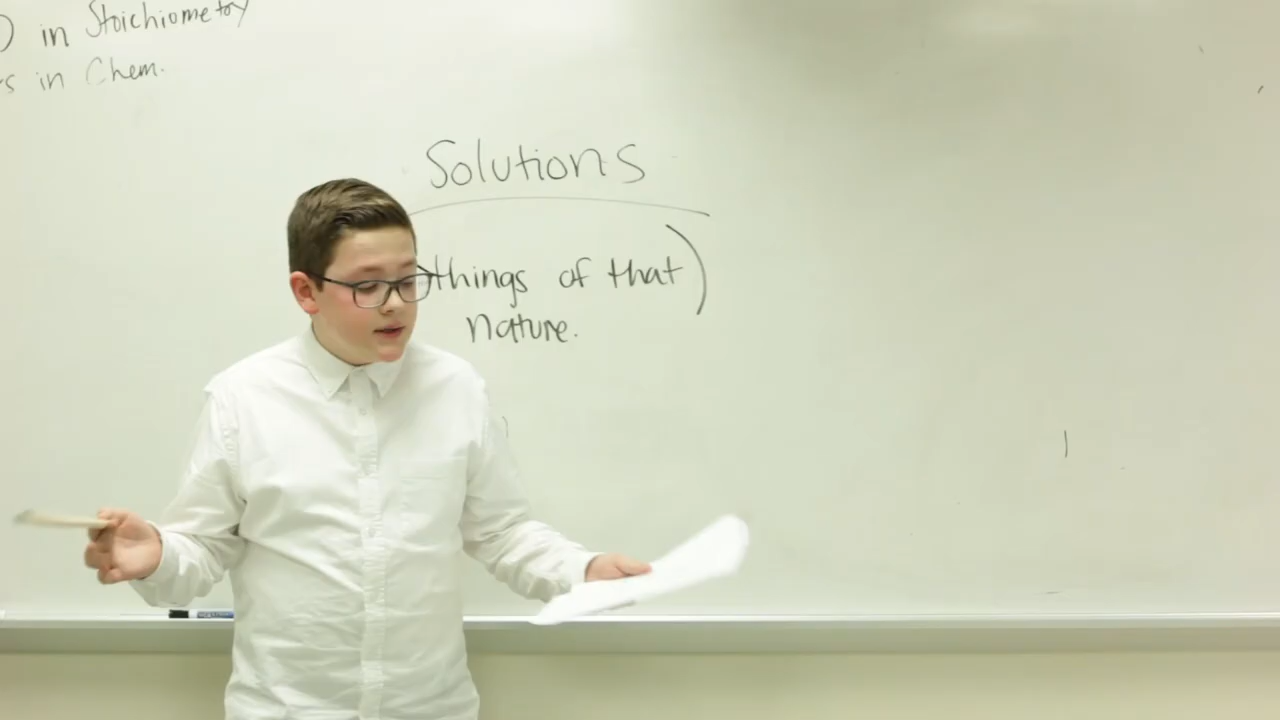 in Stoichiometry
in Chem.
Solutions
things of that)
nature.